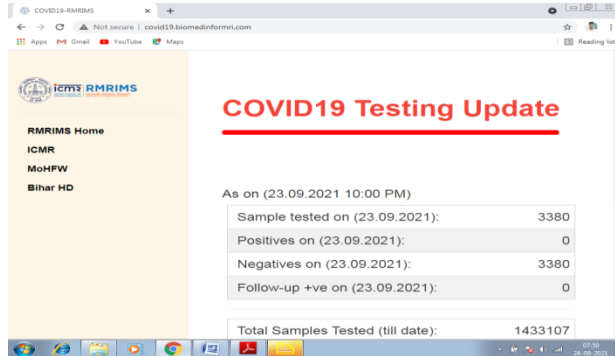 COVID19-RMRIMS
Not secure | covid19.biomedinformri.com
Apps Gmail YouTube Maps Reading list
icmr RMRIMS
COVID19 Testing Update
RMRIMS Home
ICMR
MoHFW
Bihar HD
As on (23.09.2021 10:00 PM)
Sample tested on (23.09.2021): 3380
Positives on (23.09.2021): 0
Negatives on (23.09.2021): 3380
Follow-up +ve on (23.09.2021): 0
Total Samples Tested (till date): 1433107
07:50
24-09-2021